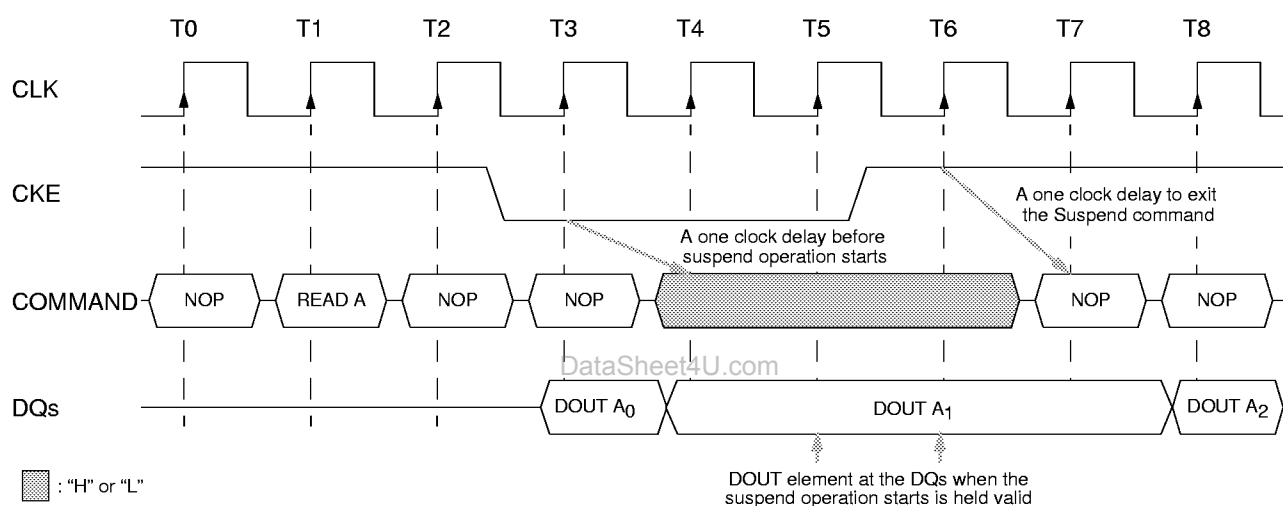 T0 T1 T2 T3 T4 T5 T6 T7 T8
CLK
CKE
A one clock delay to exit
the Suspend command
A one clock delay before
suspend operation starts
COMMAND NOP READ A NOP NOP NOP NOP
DataSheet4U.com
DQs DOUT A0 DOUT A1 DOUT A2
: "H" or "L"
DOUT element at the DQs when the
suspend operation starts is held valid